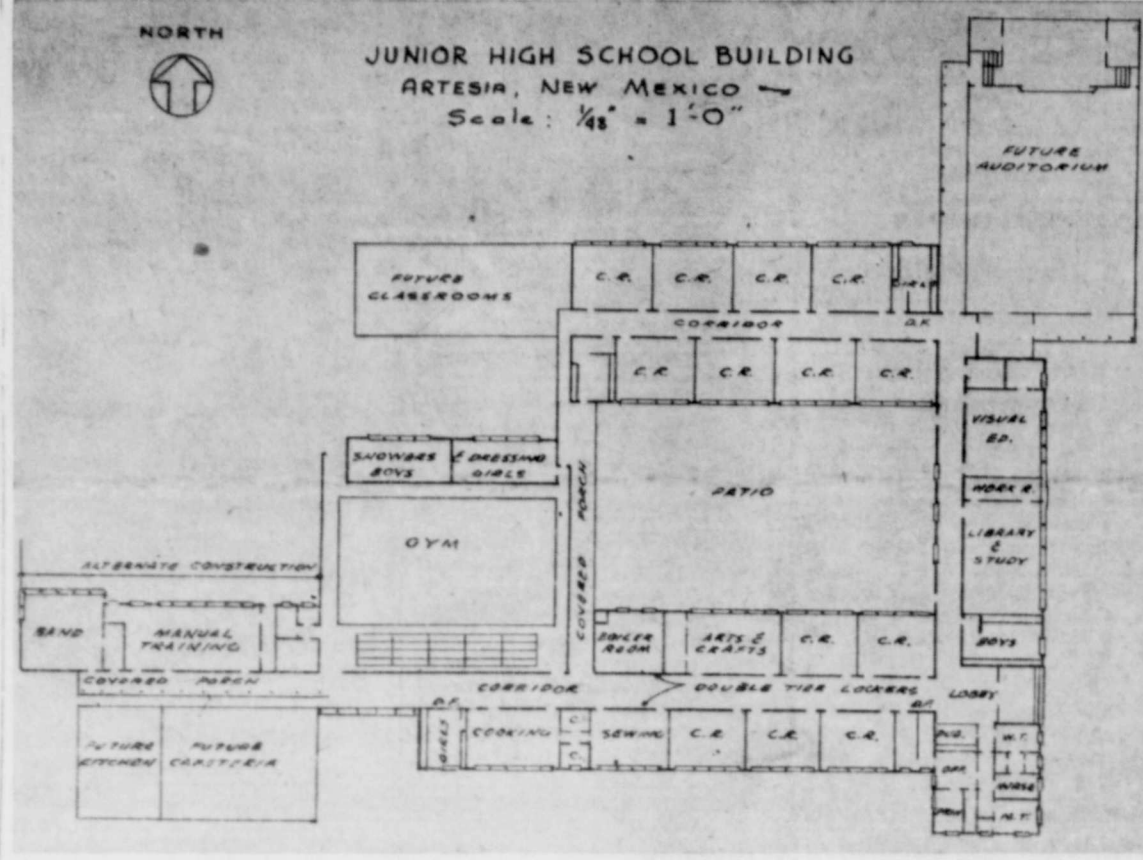 NORTH
JUNIOR HIGH SCHOOL BUILDING
ARTESIA, NEW MEXICO
Scale: 1/48" = 1'-0"
FUTURE
AUDITORIUM
FUTURE
CLASSROOMS
C.R.
C.R.
C.R.
C.R.
GIRLS
CORRIDOR
D.F.
C.R.
C.R.
C.R.
C.R.
VISUAL
ED.
SHOWERS
BOYS
& DRESSING
GIRLS
WORK R.
PATIO
COVERED PORCH
GYM
LIBRARY
&
STUDY
ALTERNATE CONSTRUCTION
BAND
MANUAL
TRAINING
BOILER
ROOM
ARTS &
CRAFTS
C.R.
C.R.
BOYS
COVERED PORCH
CORRIDOR
DOUBLE TIER LOCKERS
LOBBY
D.F.
D.F.
FUTURE
KITCHEN
FUTURE
CAFETERIA
GIRLS
COOKING
SEWING
C.R.
C.R.
C.R.
W.T.
OFF.
NURSE
W.T.